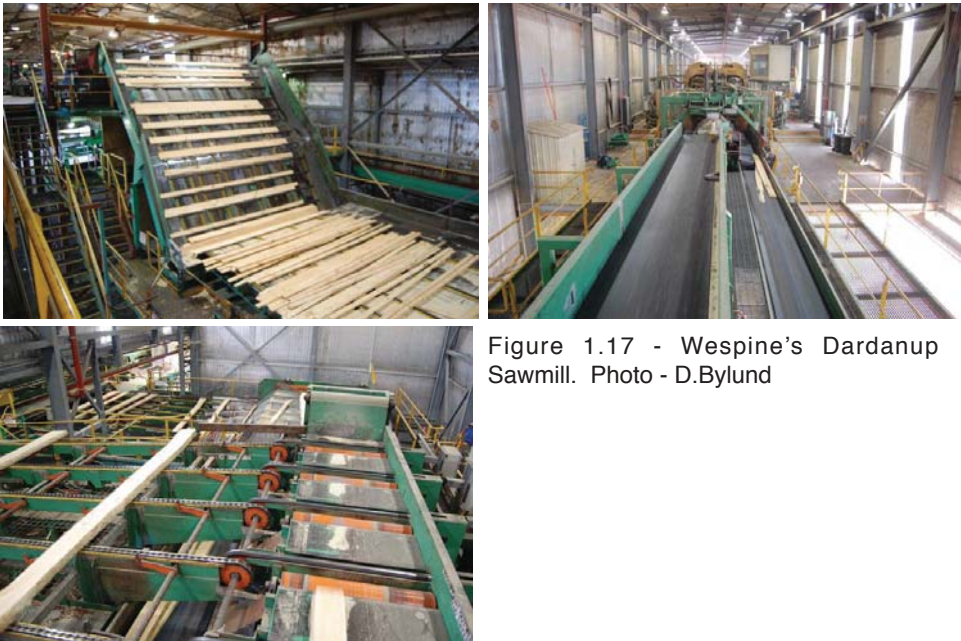 Figure 1.17 - Wespine’s Dardanup
Sawmill. Photo - D.Bylund